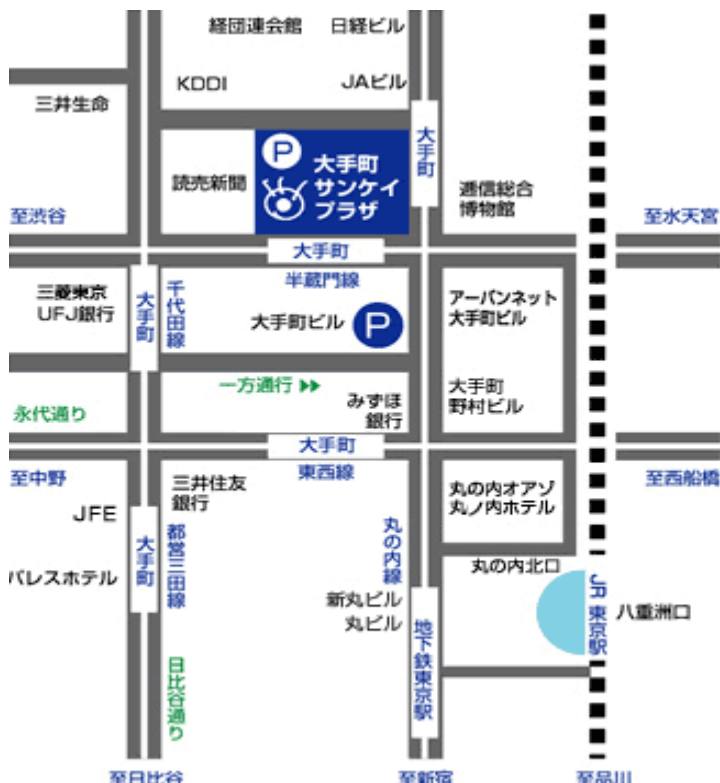 経団連会館
日経ビル
KDDI
JAビル
三井生命
大手町
P
大手町
サンケイ
プラザ
読売新聞
逓信総合
博物館
至渋谷
至水天宮
大手町
半蔵門線
三菱東京
UFJ銀行
大手町
千代田線
大手町ビル
P
アーバンネット
大手町ビル
一方通行
みずほ
銀行
大手町
野村ビル
永代通り
大手町
東西線
至中野
至西船橋
三井住友
銀行
丸の内オアゾ
丸ノ内ホテル
JFE
大手町
都営三田線
丸の内線
丸の内北口
パレスホテル
新丸ビル
丸ビル
地下鉄東京駅
JR東京駅
八重洲口
日比谷通り
至日比谷
至新宿
至品川